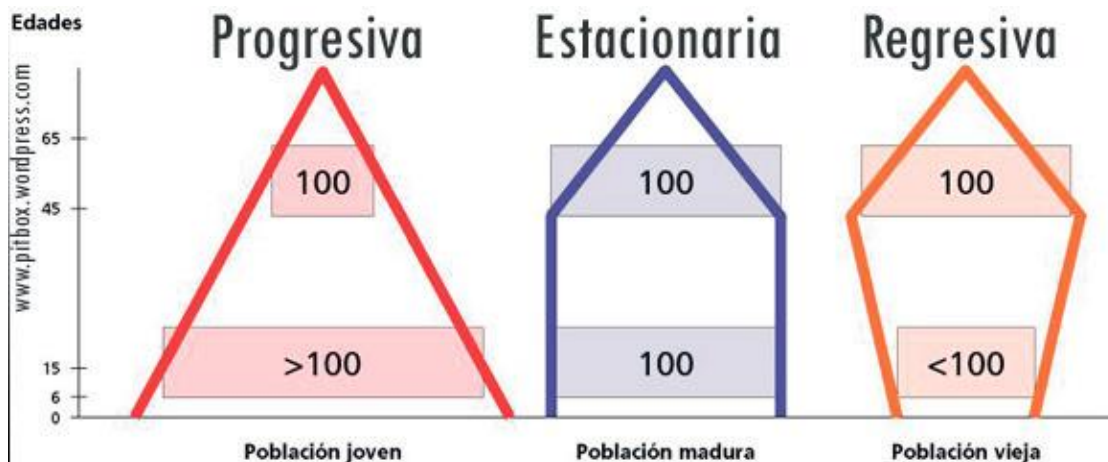 Edades
Progresiva
Estacionaria
Regresiva
www.pitbox.wordpress.com
65
45
15
6
0
100
100
100
>100
100
<100
Población joven
Población madura
Población vieja